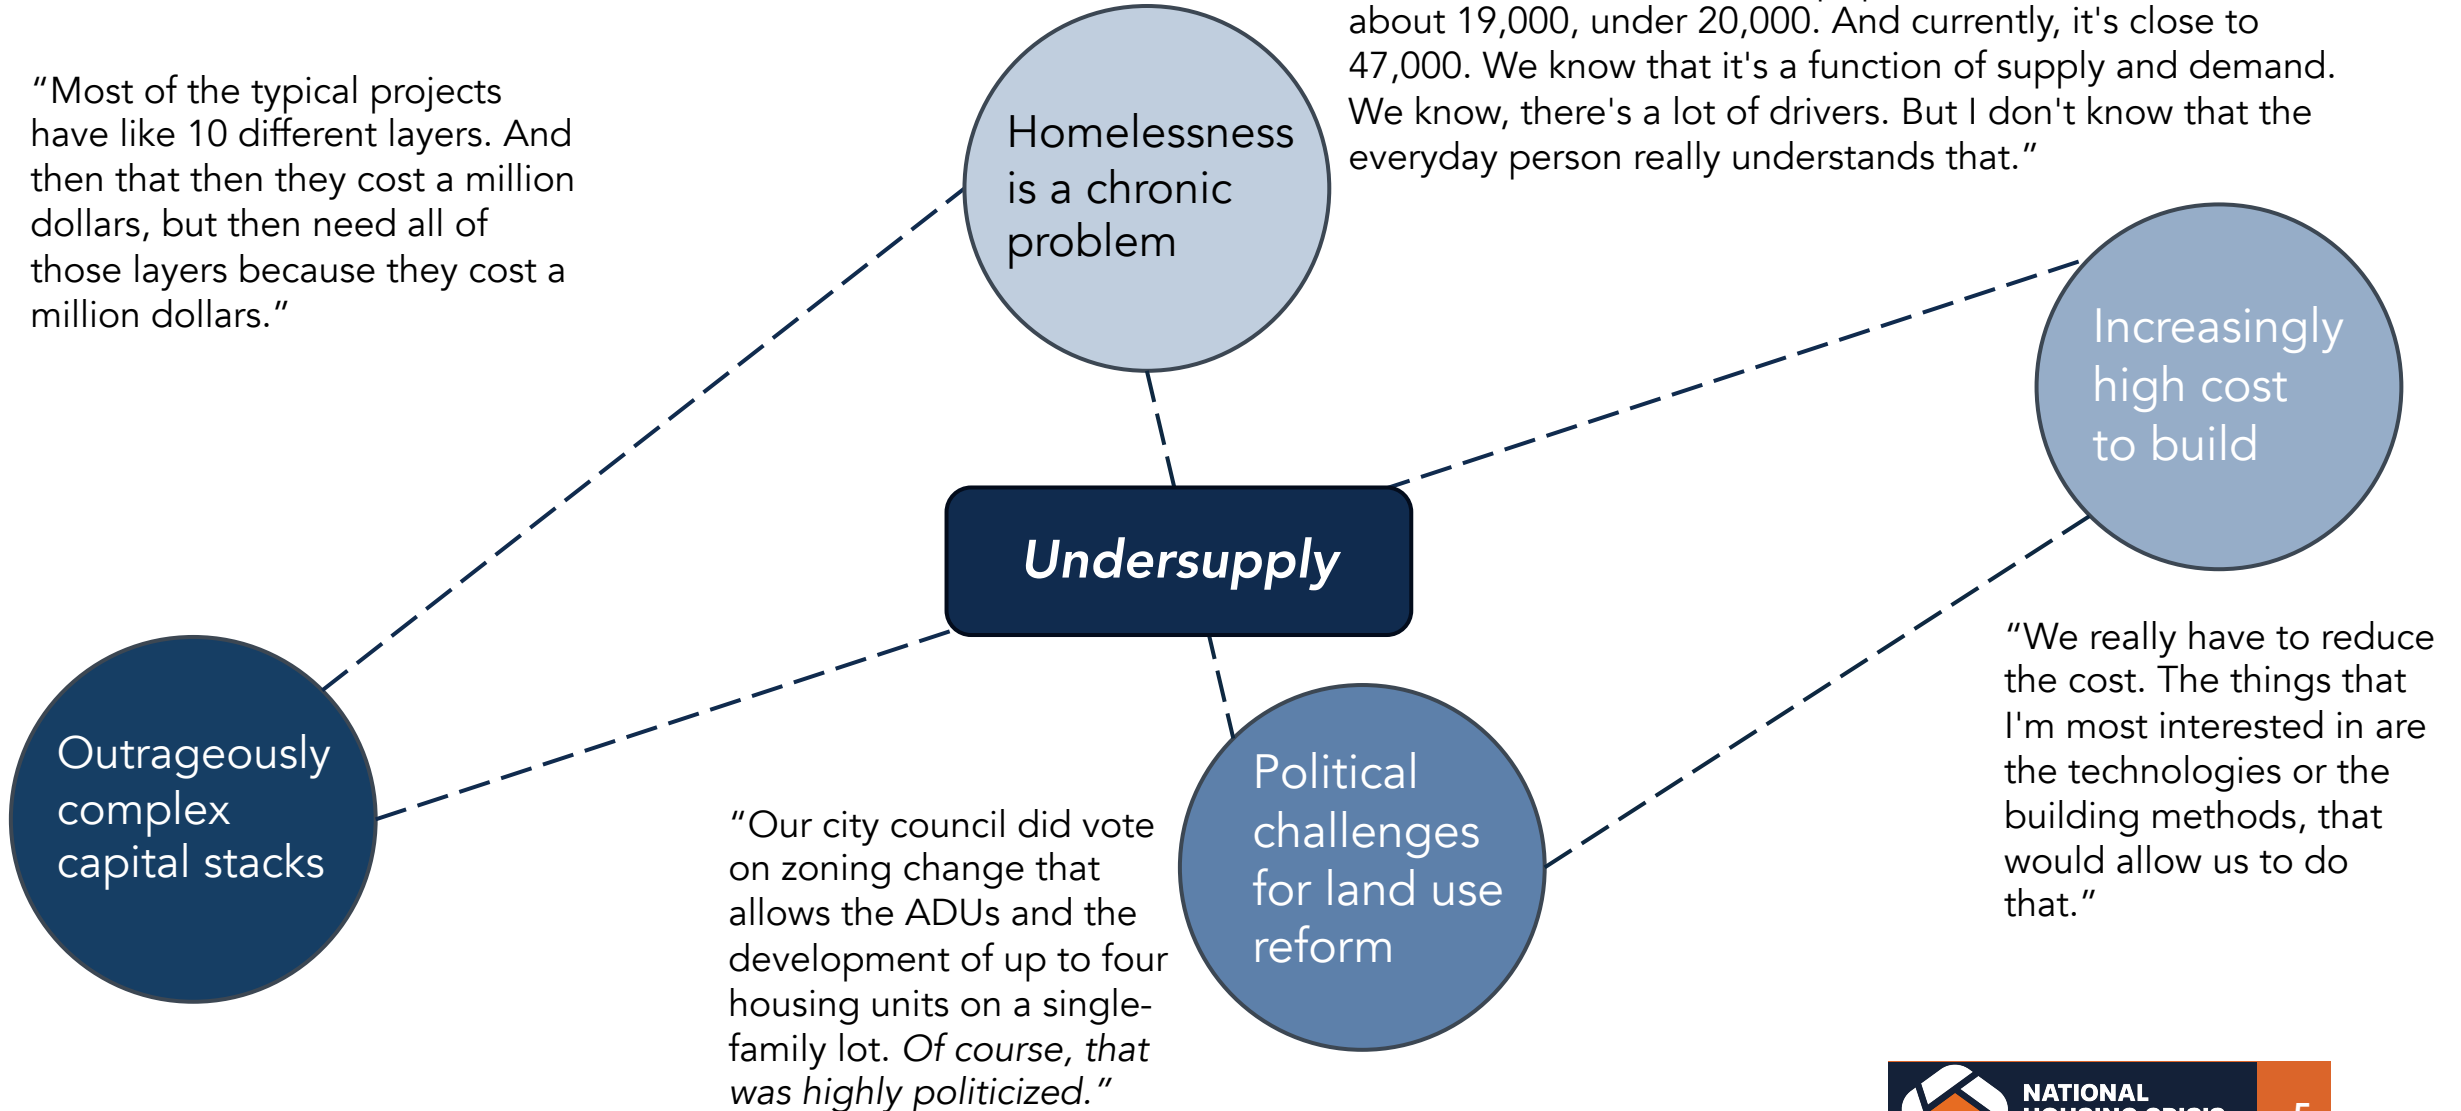 about 19,000, under 20,000. And currently, it's close to
47,000. We know that it's a function of supply and demand.
We know, there's a lot of drivers. But I don't know that the
everyday person really understands that.”
“Most of the typical projects
have like 10 different layers. And
then that then they cost a million
dollars, but then need all of
those layers because they cost a
million dollars.”
Homelessness
is a chronic
problem
Increasingly
high cost
to build
Undersupply
“We really have to reduce
the cost. The things that
I'm most interested in are
the technologies or the
building methods, that
would allow us to do
that.”
Outrageously
complex
capital stacks
Political
challenges
for land use
reform
“Our city council did vote
on zoning change that
allows the ADUs and the
development of up to four
housing units on a single-
family lot. Of course, that
was highly politicized.”
NATIONAL
HOUSING CRISIS
5